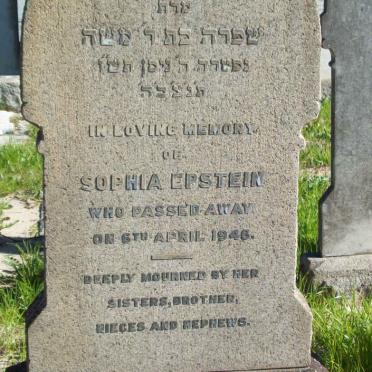 מרת
שפרה בת ר' משה
נפטרה ה' ניסן תש"ו
תנצבה
IN LOVING MEMORY
OF
SOPHIA EPSTEIN
WHO PASSED AWAY
ON 6TH APRIL 1946.
DEEPLY MOURNED BY HER
SISTERS, BROTHER,
NIECES AND NEPHEWS.